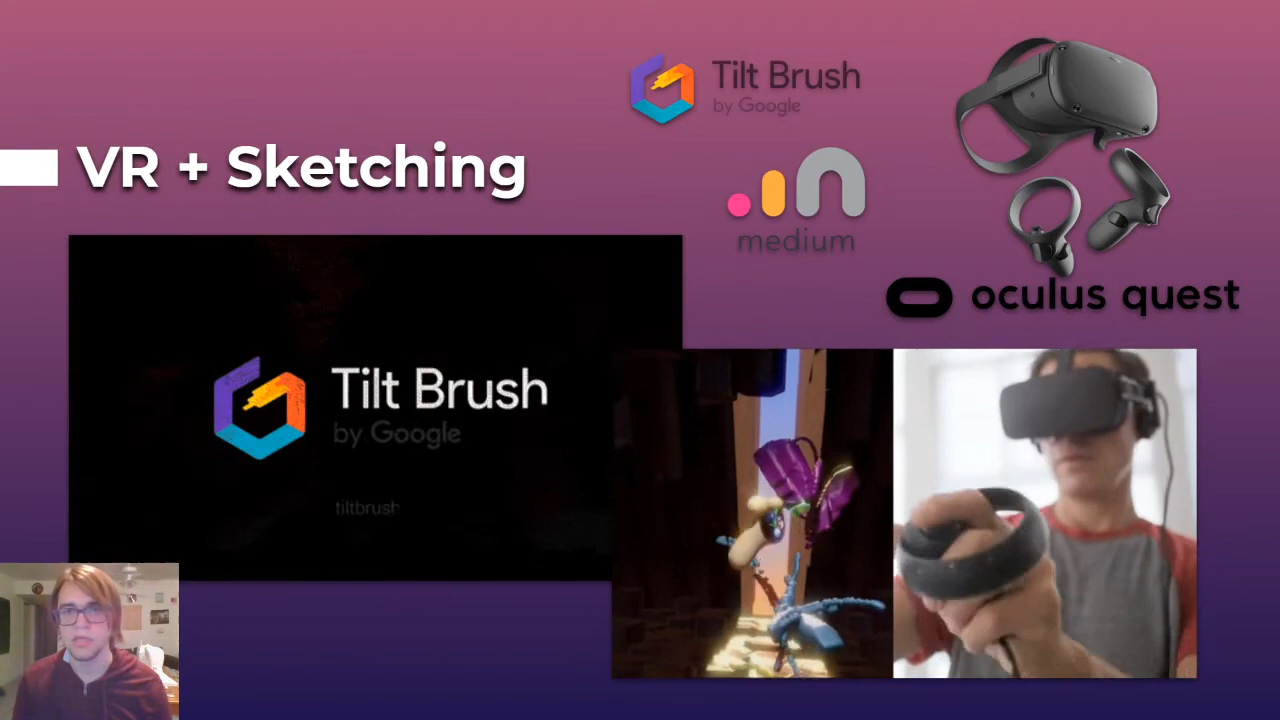 Tilt Brush
by Google
VR + Sketching
medium
oculus quest
Tilt Brush
by Google
tiltbrush